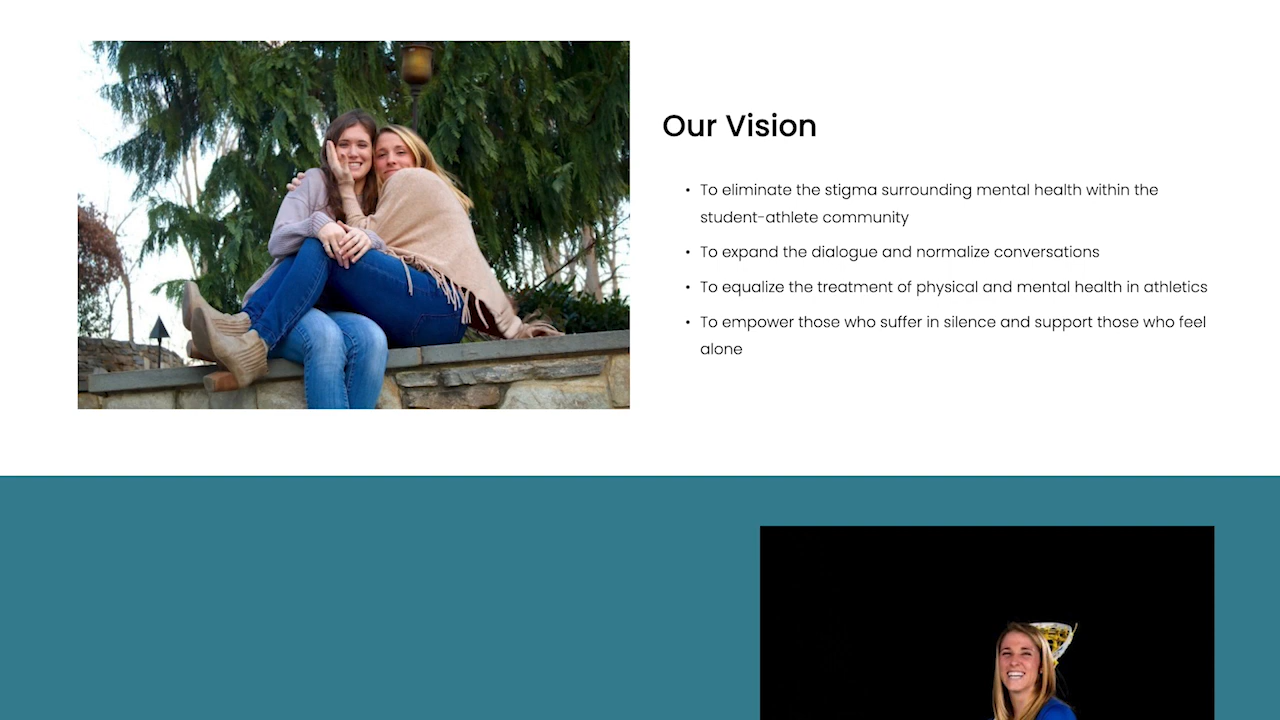 Our Vision
• To eliminate the stigma surrounding mental health within the
student-athlete community
• To expand the dialogue and normalize conversations
• To equalize the treatment of physical and mental health in athletics
• To empower those who suffer in silence and support those who feel
alone